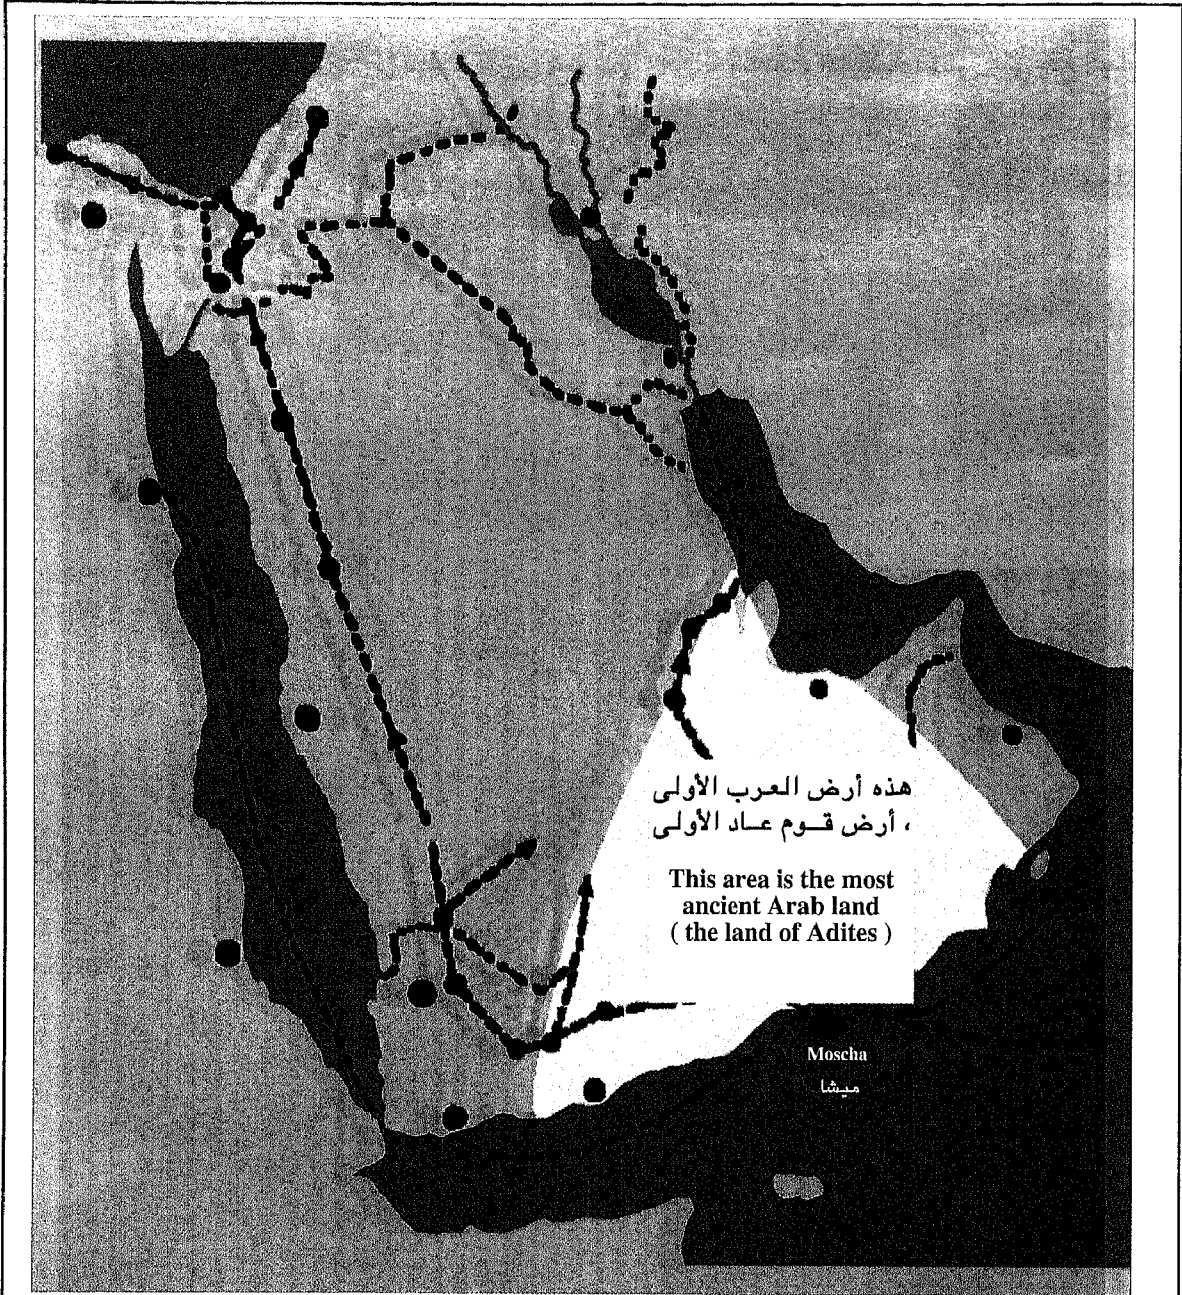 هذه أرض العرب الأولى
، أرض قوم عاد الأولى
This area is the most
ancient Arab land
( the land of Adites )
Moscha
ميشا